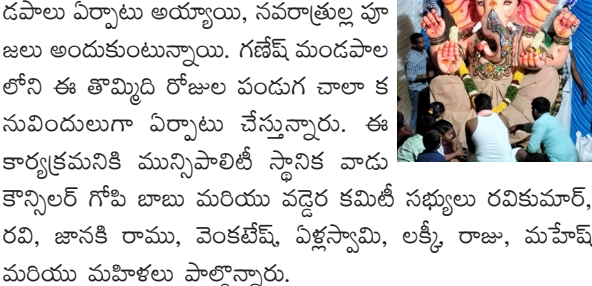 డపాలు ఏర్పాటు అయ్యాయి, నవరాత్రుల్ల పూ
జలు అందుకుంటున్నాయి. గణేష్ మండపాల
లోని ఈ తొమ్మిది రోజుల పండుగ చాలా క
నువిందులుగా ఏర్పాటు చేస్తున్నారు. ఈ
కార్యక్రమనికి మున్సిపాలిటీ స్థానిక వాడు
కౌన్సిలర్ గోపి బాబు మరియు వడ్డెర కమిటీ సభ్యులు రవికుమార్,
రవి, జానకి రాము, వెంకటేష్, ఏళ్లస్వామి, లక్కీ, రాజు, మహేష్
మరియు మహిళలు పాల్గొన్నారు.